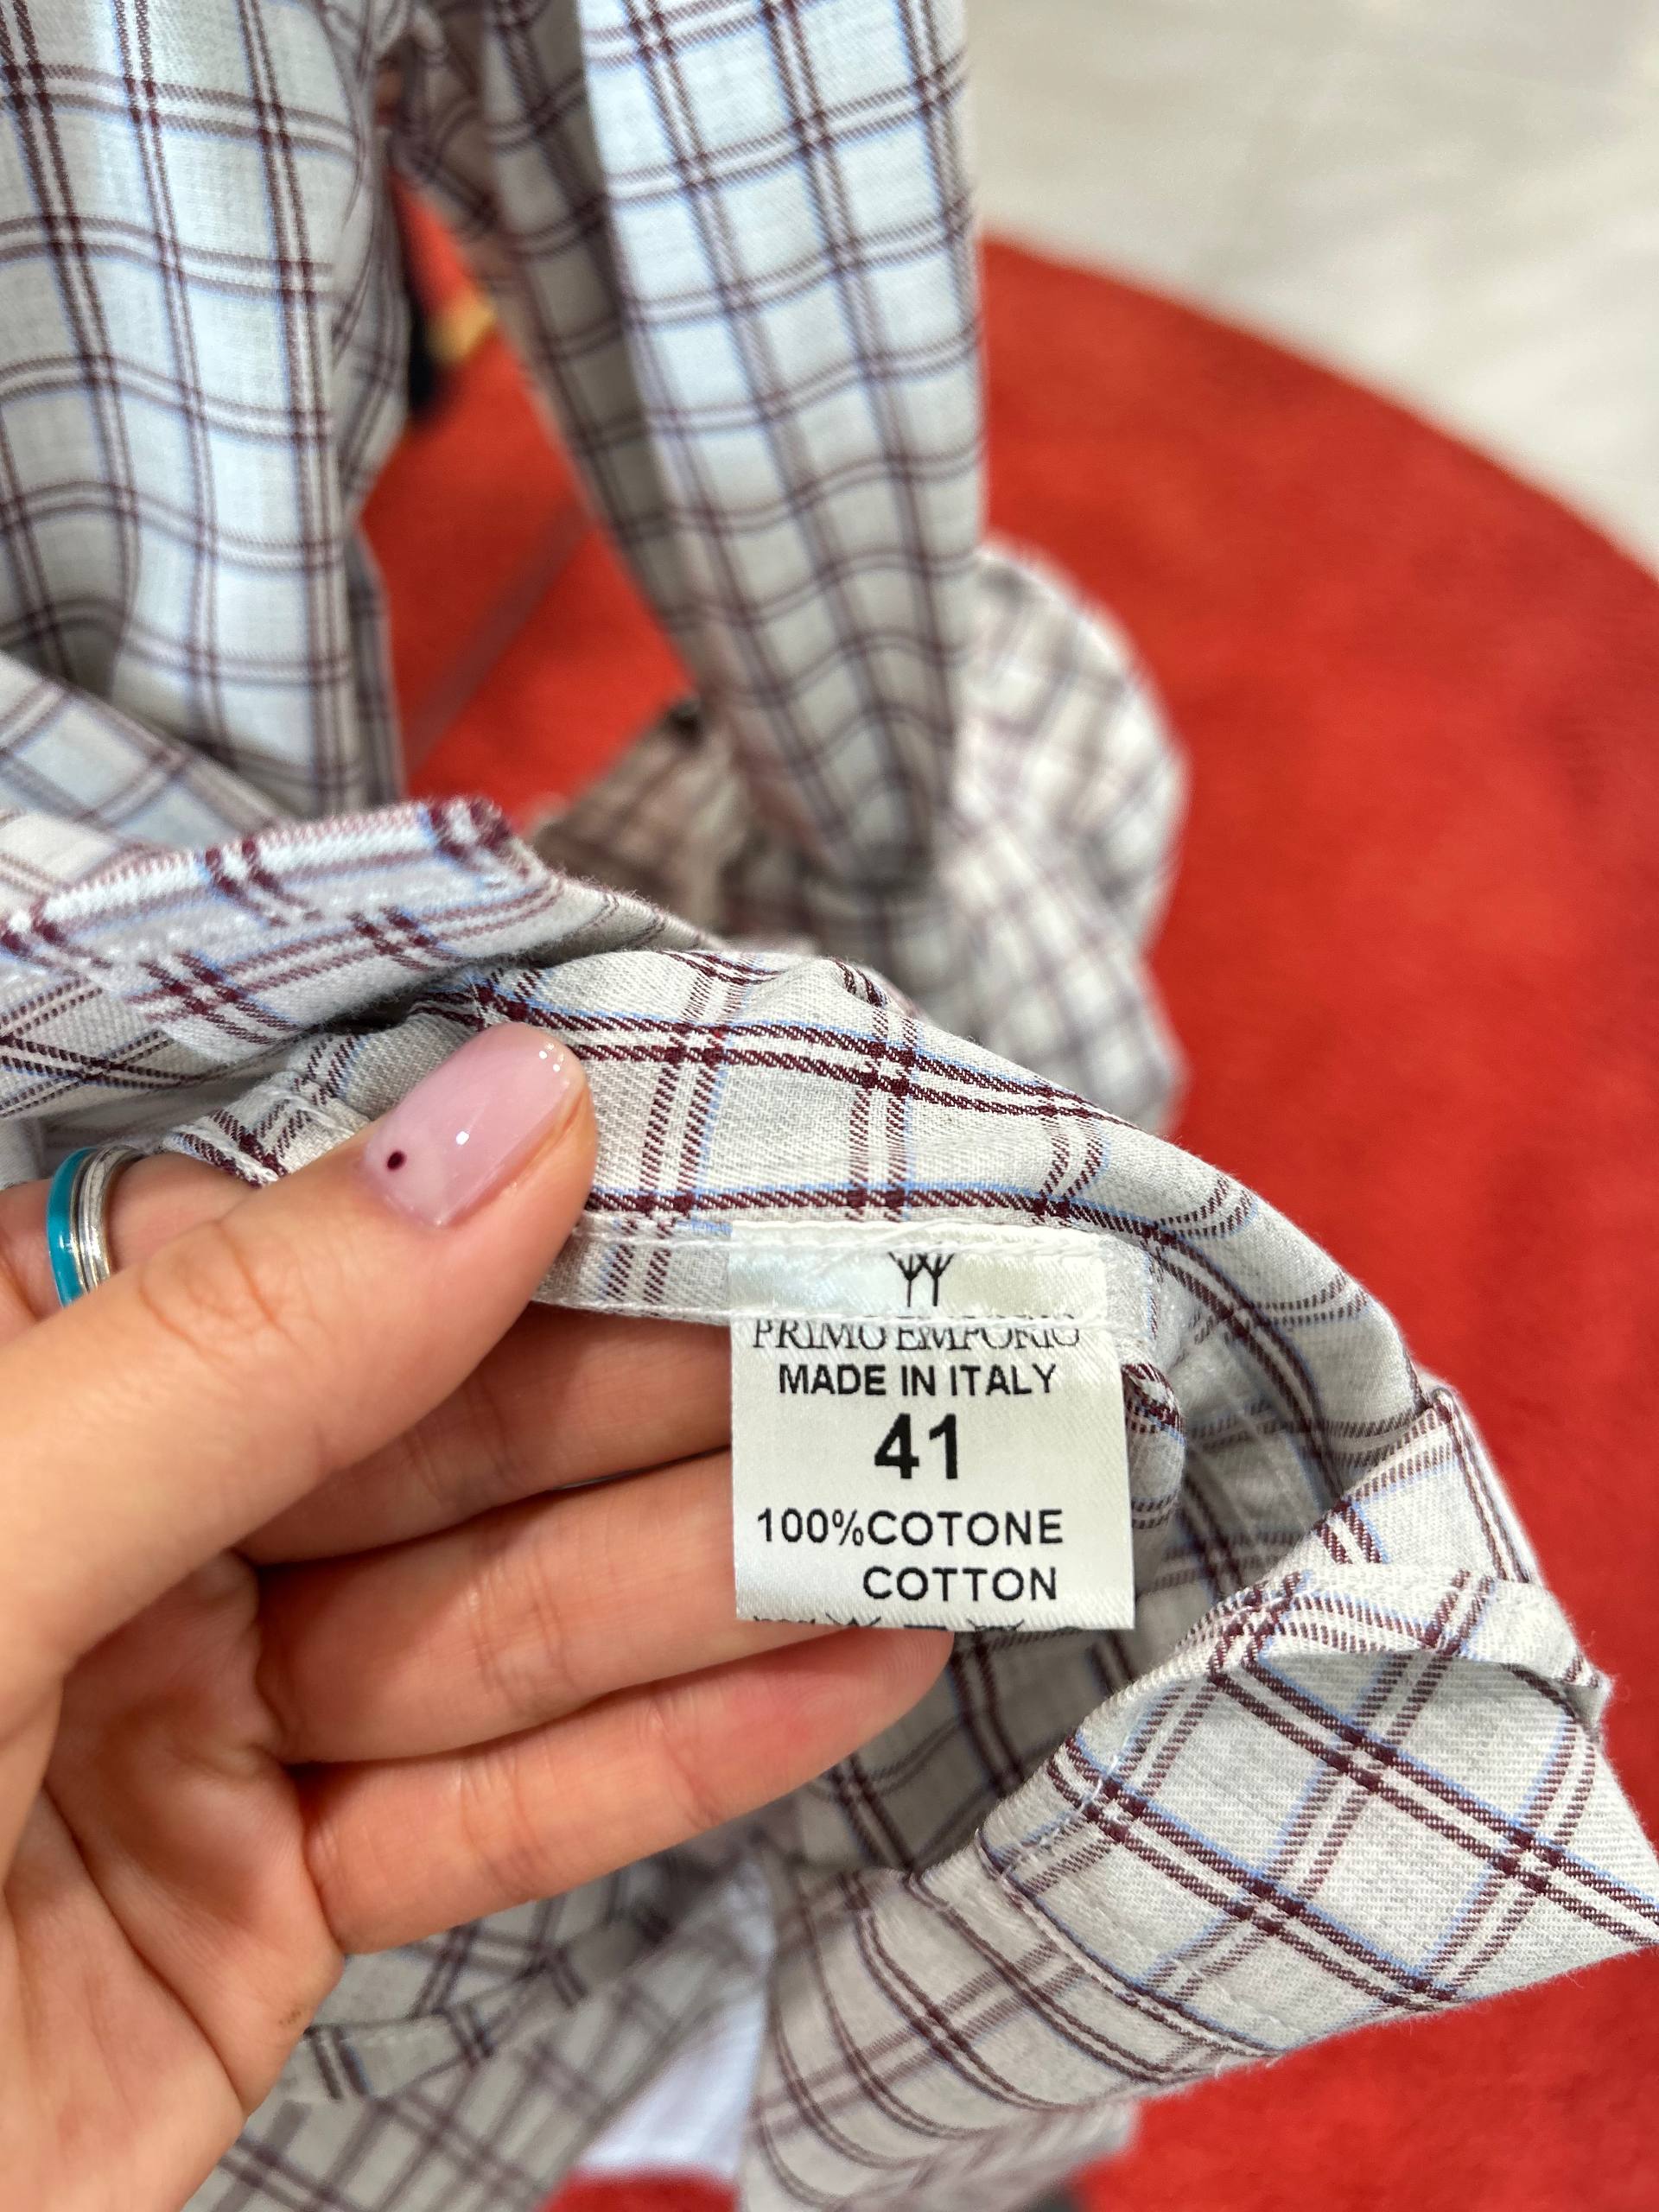 PRIMO EMPORIO
MADE IN ITALY
41
100%COTONE
COTTON